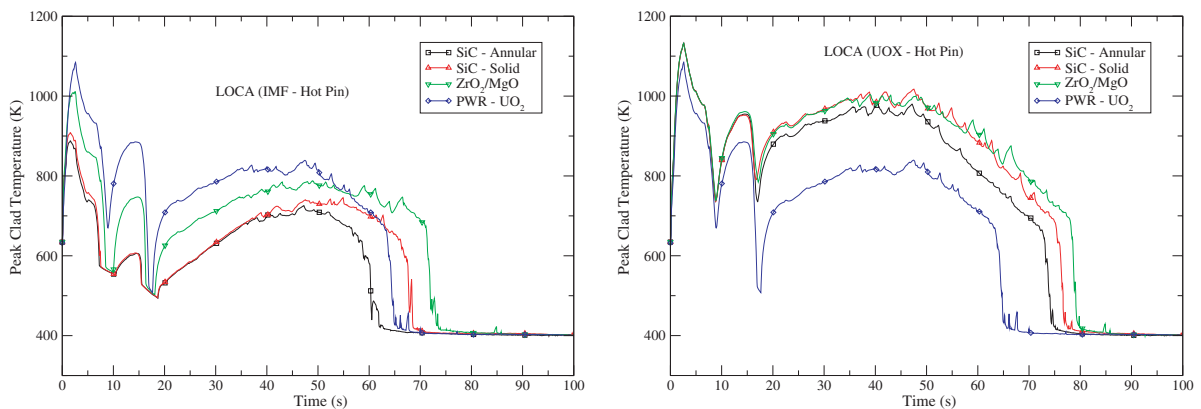 1200
1000
800
600
400
Peak Clad Temperature (K)
LOCA (IMF - Hot Pin)
SiC - Annular
SiC - Solid
ZrO2/MgO
PWR - UO2
0 10 20 30 40 50 60 70 80 90 100
Time (s)
1200
1000
800
600
400
Peak Clad Temperature (K)
LOCA (UOX - Hot Pin)
SiC - Annular
SiC - Solid
ZrO2/MgO
PWR - UO2
0 10 20 30 40 50 60 70 80 90 100
Time (s)